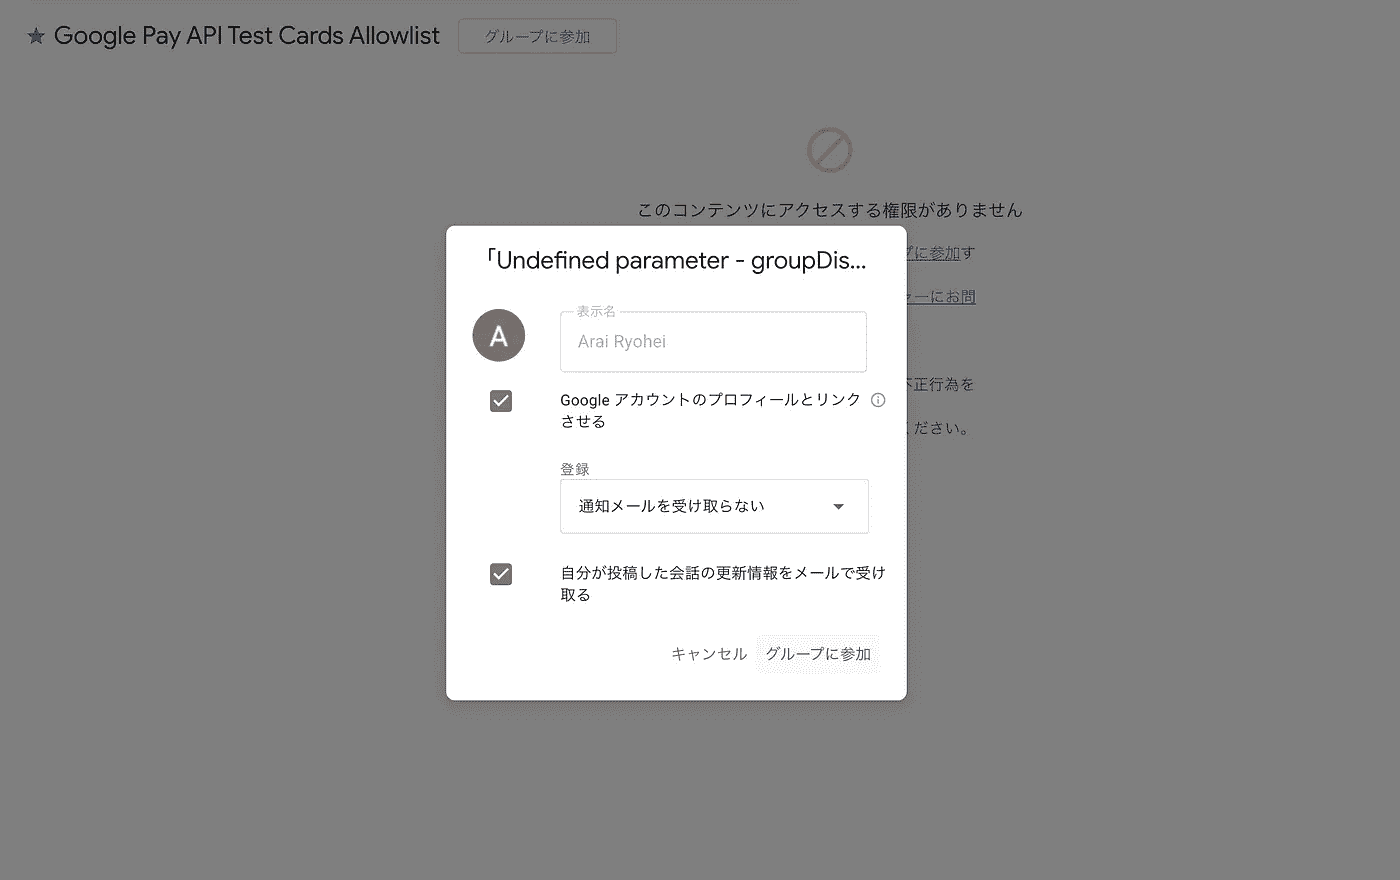 Google Pay API Test Cards Allowlist
グループに参加
このコンテンツにアクセスする権限がありません
に参加す
ーにお問
正行為を
ください。
「Undefined parameter - groupDis...
A
表示名
Arai Ryohei
Google アカウントのプロフィールとリンク
させる
登録
通知メールを受け取らない
自分が投稿した会話の更新情報をメールで受け
取る
キャンセル グループに参加